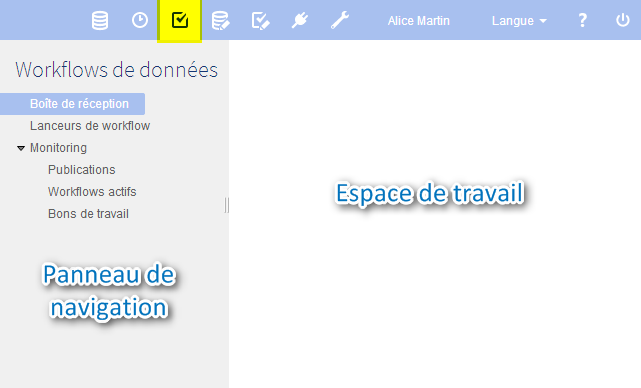 Alice Martin Langue ?
Workflows de données
Boîte de réception
Lanceurs de workflow
Monitoring
Publications
Workflows actifs
Bons de travail
Espace de travail
Panneau de
navigation